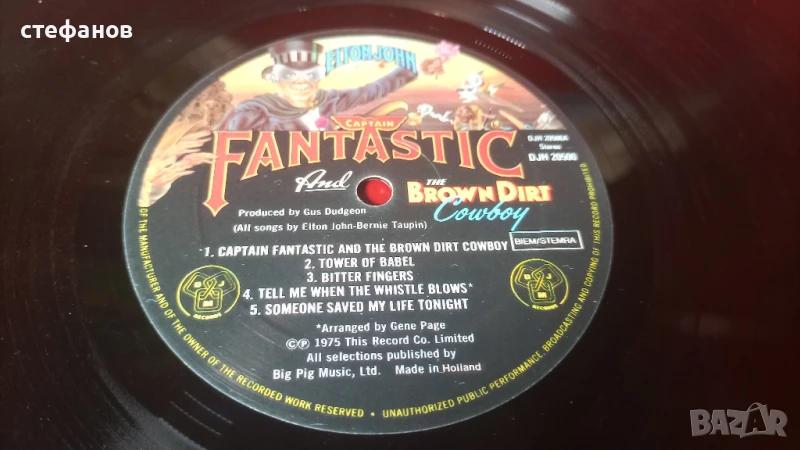 стефанов
ELTON JOHN
CAPTAIN
FANTASTIC
And
THE
BROWN DIRT
Cowboy
DJH 20500A
Stereo
DJH 20500
Produced by Gus Dudgeon
(All songs by Elton John-Bernie Taupin)
BIEM/STEMRA
1. CAPTAIN FANTASTIC AND THE BROWN DIRT COWBOY
2. TOWER OF BABEL
3. BITTER FINGERS
4. TELL ME WHEN THE WHISTLE BLOWS*
5. SOMEONE SAVED MY LIFE TONIGHT
RECORDS
RECORDS
*Arranged by Gene Page
©℗ 1975 This Record Co. Limited
All selections published by
Big Pig Music, Ltd. Made in Holland
OF THE MANUFACTURER AND OF THE OWNER OF THE RECORDED WORK RESERVED • UNAUTHORIZED PUBLIC PERFORMANCE, BROADCASTING AND COPYING OF THIS RECORD PROHIBITED
BAZAR